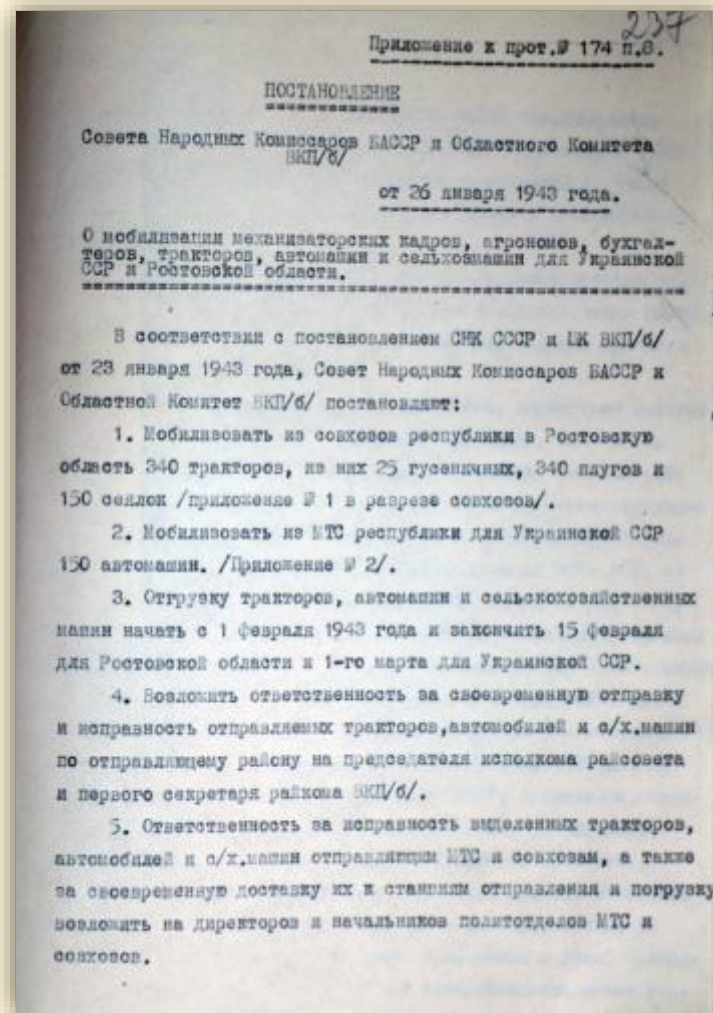 237
Приложение к прот.№ 174 п.8.
ПОСТАНОВЛЕНИЕ
Совета Народных Комиссаров БАССР и Областного Комитета
ВКП/б/
от 26 января 1943 года.
О мобилизации механизаторских кадров, агрономов, бухгал-
теров, тракторов, автомашин и сельхозмашин для Украинской
ССР и Ростовской области.
В соответствии с постановлением СНК СССР и ЦК ВКП/б/
от 23 января 1943 года, Совет Народных Комиссаров БАССР и
Областной Комитет ВКП/б/ постановляют:
1. Мобилизовать из совхозов республики в Ростовскую
область 340 тракторов, из них 25 гусеничных, 340 плугов и
150 сеялок /приложение № 1 в разрезе совхозов/.
2. Мобилизовать из МТС республики для Украинской ССР
150 автомашин. /Приложение № 2/.
3. Отгрузку тракторов, автомашин и сельскохозяйственных
машин начать с 1 февраля 1943 года и закончить 15 февраля
для Ростовской области и 1-го марта для Украинской ССР.
4. Возложить ответственность за своевременную отправку
и исправность отправляемых тракторов,автомобилей и с/х.машин
по отправляющему району на председателя исполкома райсовета
и первого секретаря райкома ВКП/б/.
5. Ответственность за исправность выделенных тракторов,
автомобилей и с/х.машин отправляющим МТС и совхозам, а также
за своевременную доставку их к станциям отправления и погрузку
возложить на директоров и начальников политотделов МТС и
совхозов.